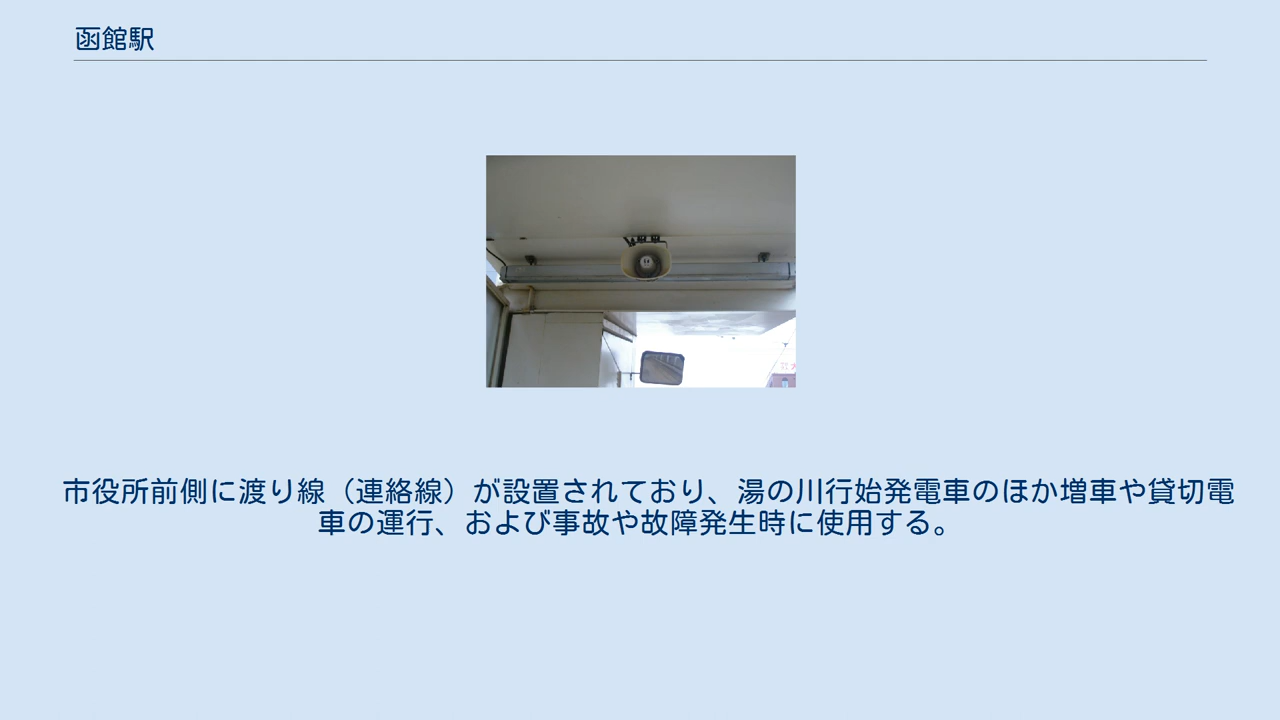 函館駅
市役所前側に渡り線（連絡線）が設置されており、湯の川行始発電車のほか増車や貸切電
車の運行、および事故や故障発生時に使用する。